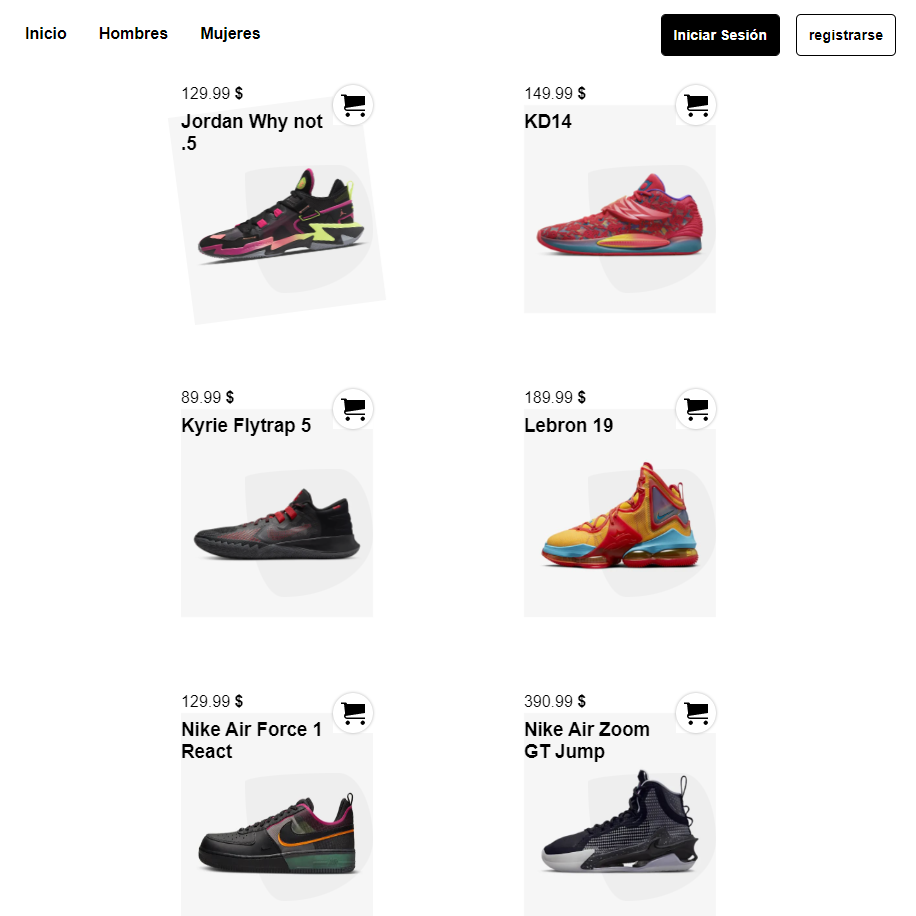 Inicio Hombres Mujeres Iniciar Sesión registrarse
129.99 $
Jordan Why not
.5
149.99 $
KD14
89.99 $
Kyrie Flytrap 5
189.99 $
Lebron 19
129.99 $
Nike Air Force 1
React
390.99 $
Nike Air Zoom
GT Jump